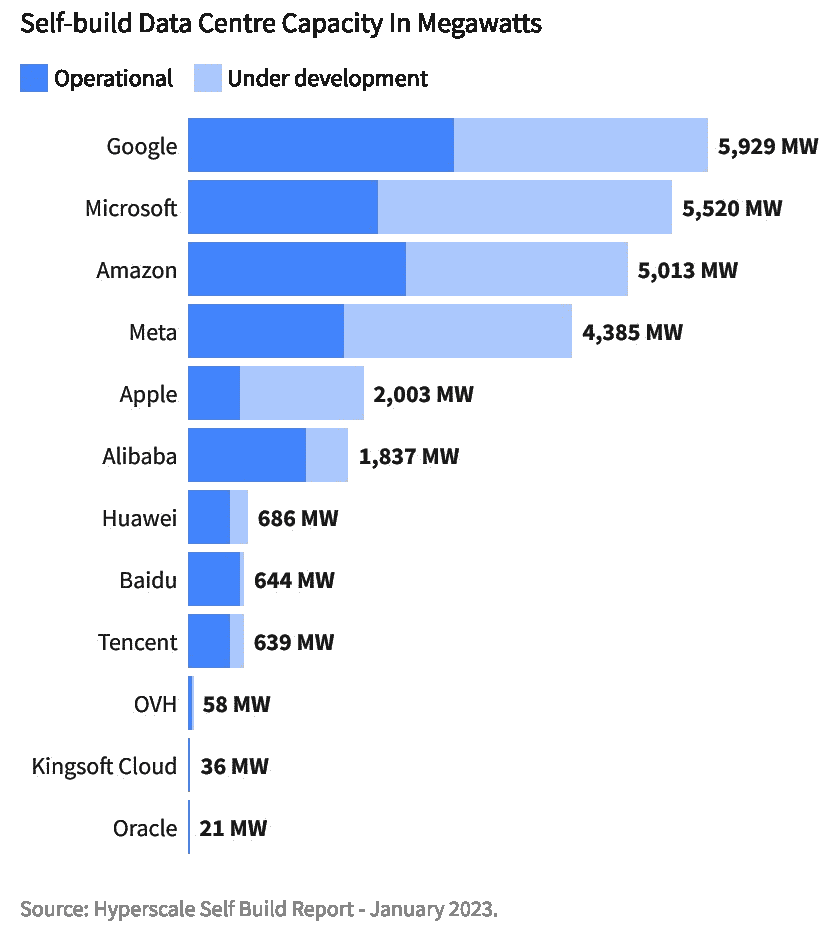 Self-build Data Centre Capacity In Megawatts
Operational Under development
Google 5,929 MW
Microsoft 5,520 MW
Amazon 5,013 MW
Meta 4,385 MW
Apple 2,003 MW
Alibaba 1,837 MW
Huawei 686 MW
Baidu 644 MW
Tencent 639 MW
OVH 58 MW
Kingsoft Cloud 36 MW
Oracle 21 MW
Source: Hyperscale Self Build Report - January 2023.